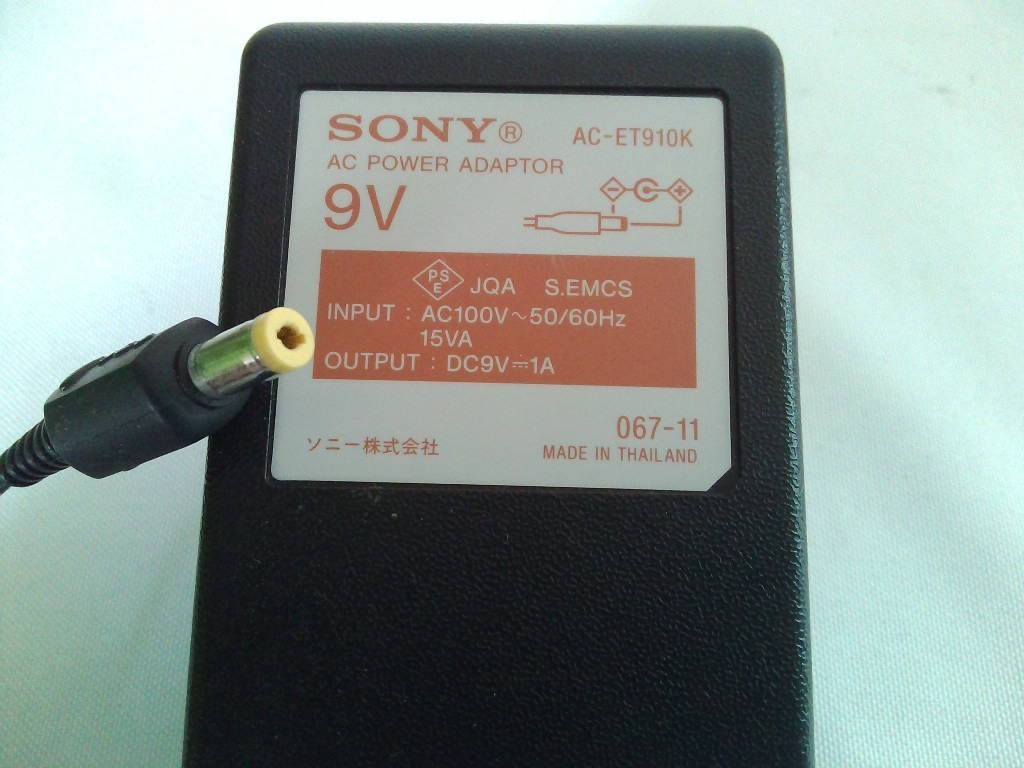 SONY® AC-ET910K
AC POWER ADAPTOR
9V
PSE JQA S.EMCS
INPUT : AC100V～50/60Hz
15VA
OUTPUT : DC9V⎓1A
067-11
ソニー株式会社 MADE IN THAILAND